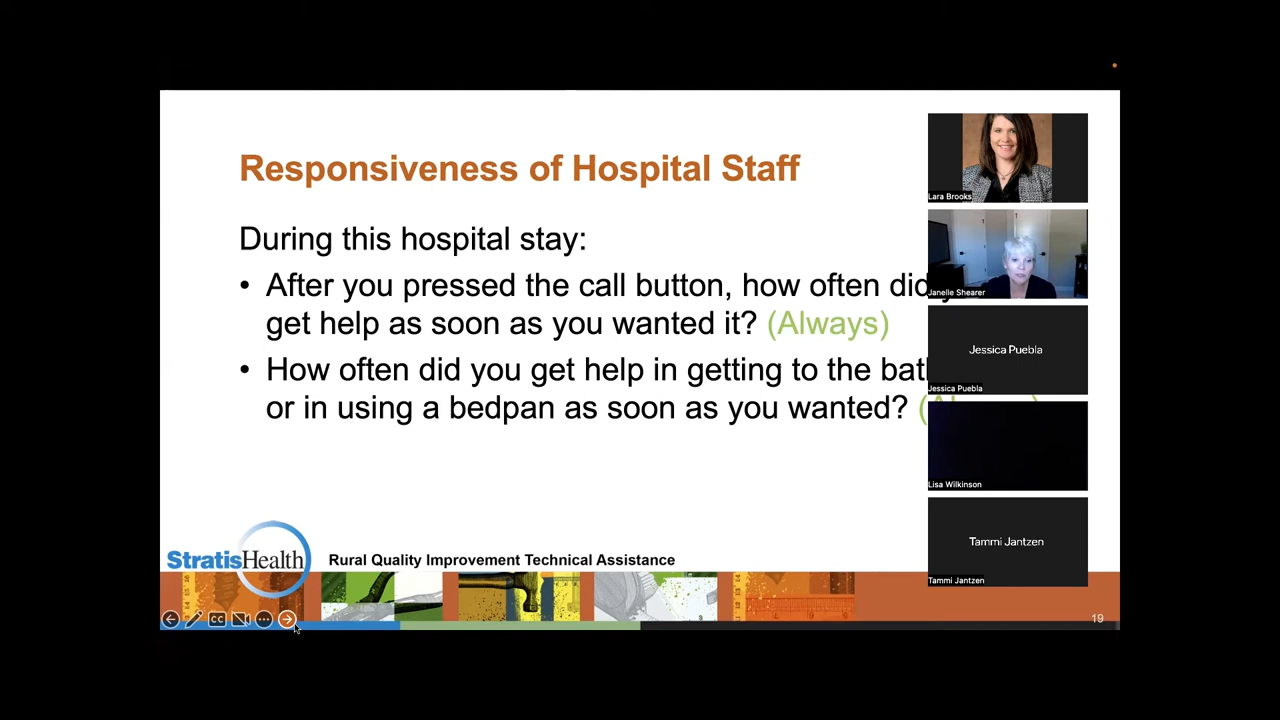 Responsiveness of Hospital Staff
During this hospital stay:
• After you pressed the call button, how often did
get help as soon as you wanted it? (Always)
• How often did you get help in getting to the
or in using a bedpan as soon as you wanted?
StratisHealth
Rural Quality Improvement Technical Assistance
CC
19
Lara Brooks
Janelle Shearer
Jessica Puebla
Jessica Puebla
Lisa Wilkinson
Tammi Jantzen
Tammi Jantzen